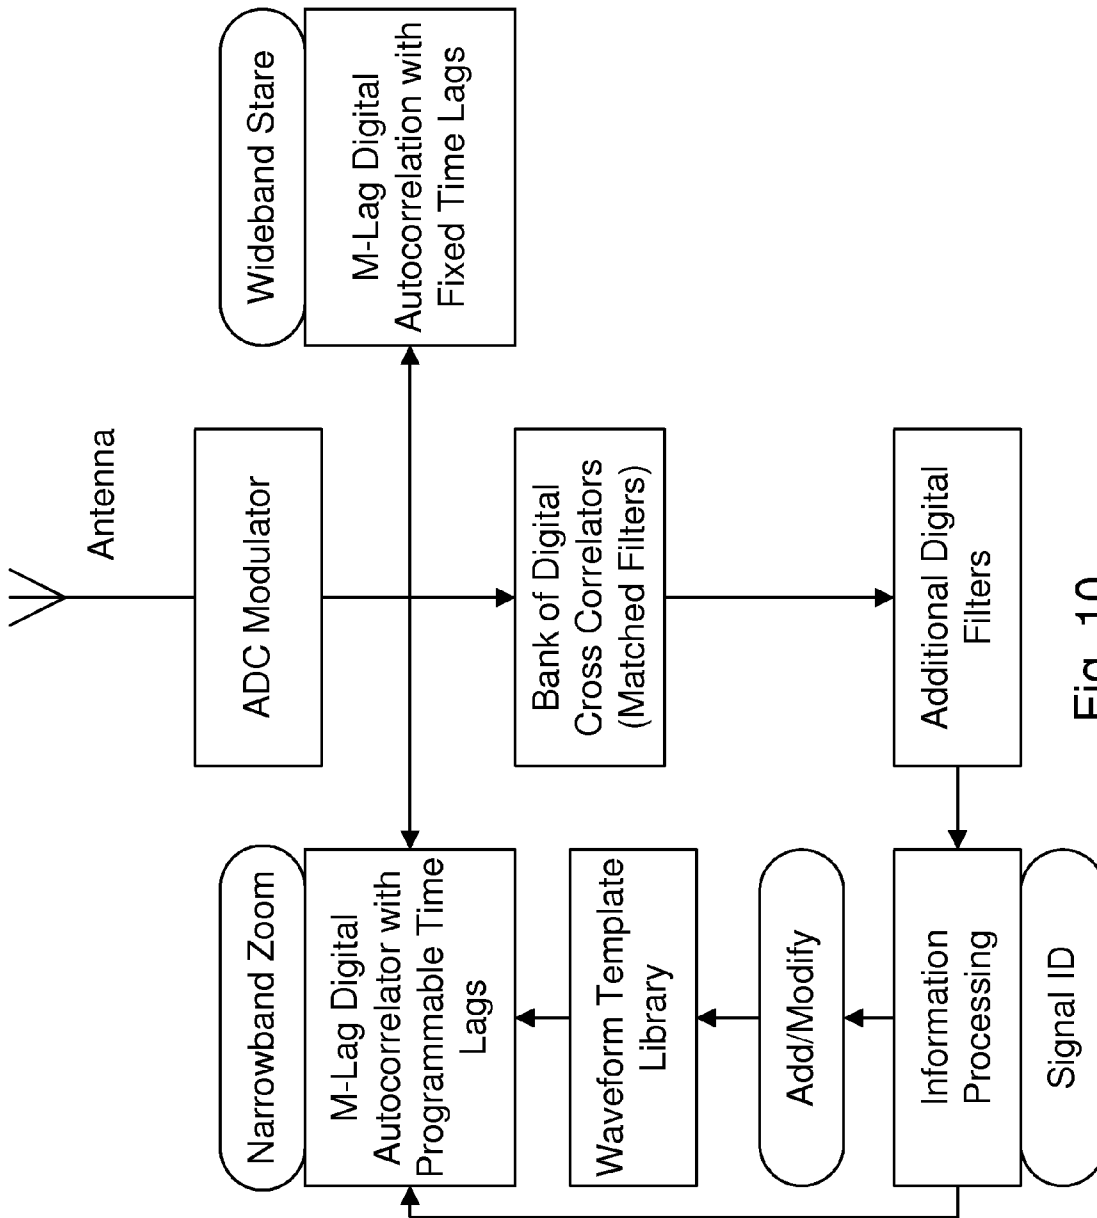 Antenna
Wideband Stare
M-Lag Digital
Autocorrelation with
Fixed Time Lags
ADC Modulator
Narrowband Zoom
M-Lag Digital
Autocorrelator with
Programmable Time
Lags
Bank of Digital
Cross Correlators
(Matched Filters)
Waveform Template
Library
Add/Modify
Additional Digital
Filters
Information
Processing
Signal ID
Fig. 10